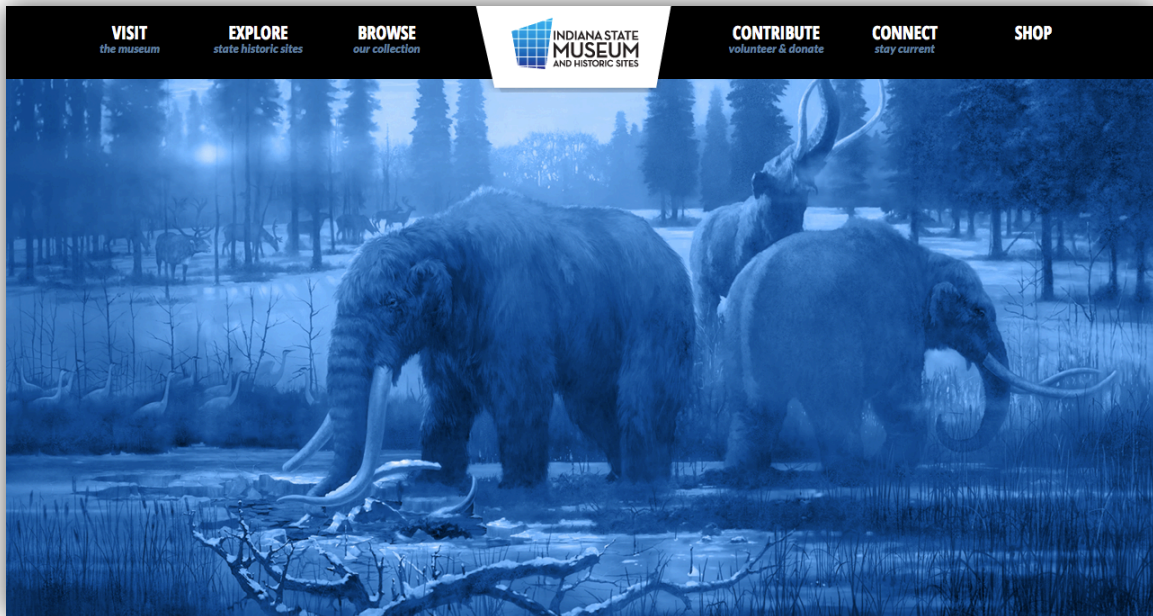 VISIT
the museum
EXPLORE
state historic sites
BROWSE
our collection
INDIANA STATE
MUSEUM
AND HISTORIC SITES
CONTRIBUTE
volunteer & donate
CONNECT
stay current
SHOP